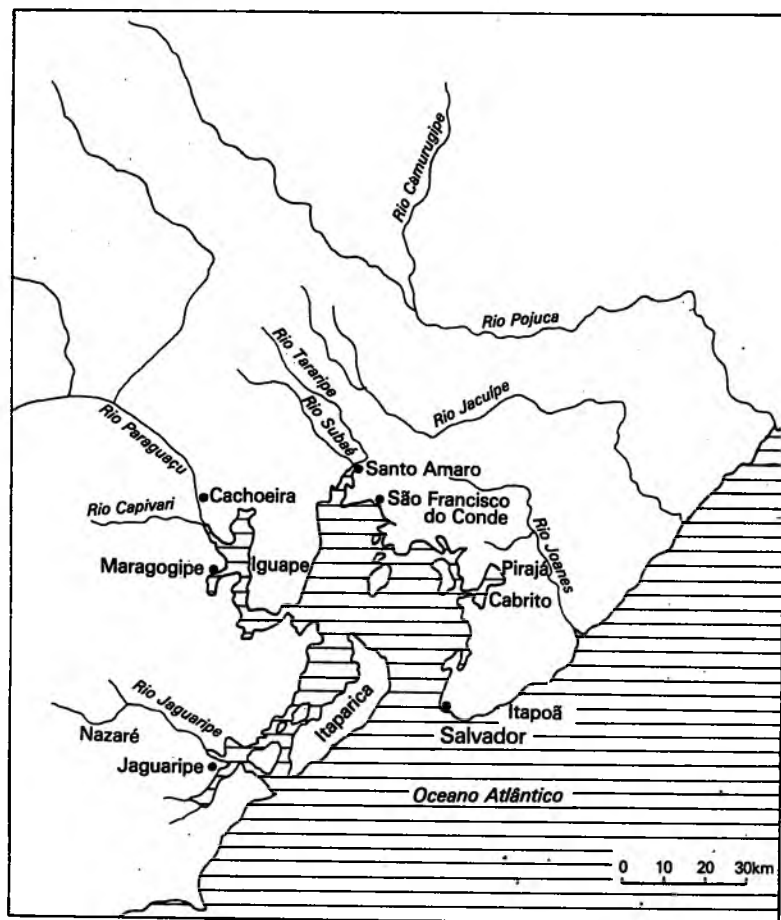 Rio Camurugipe
Rio Pojuca
Rio Tararipe
Rio Jacuípe
Rio Subaé
Rio Paraguaçu
Santo Amaro
Cachoeira
São Francisco
do Conde
Rio Capivari
Rio Joanes
Maragogipe
Iguape
Pirajá
Cabrito
Rio Jaguaripe
Itaparica
Nazaré
Itapoã
Salvador
Jaguaripe
Oceano Atlântico
0 10 20 30km